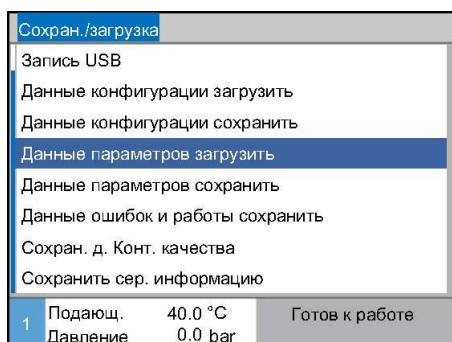 Сохран./загрузка
Запись USB
Данные конфигурации загрузить
Данные конфигурации сохранить
Данные параметров загрузить
Данные параметров сохранить
Данные ошибок и работы сохранить
Сохран. д. Конт. качества
Сохранить сер. информацию
1 Подающ. 40.0 °C Готов к работе
Давление 0.0 bar